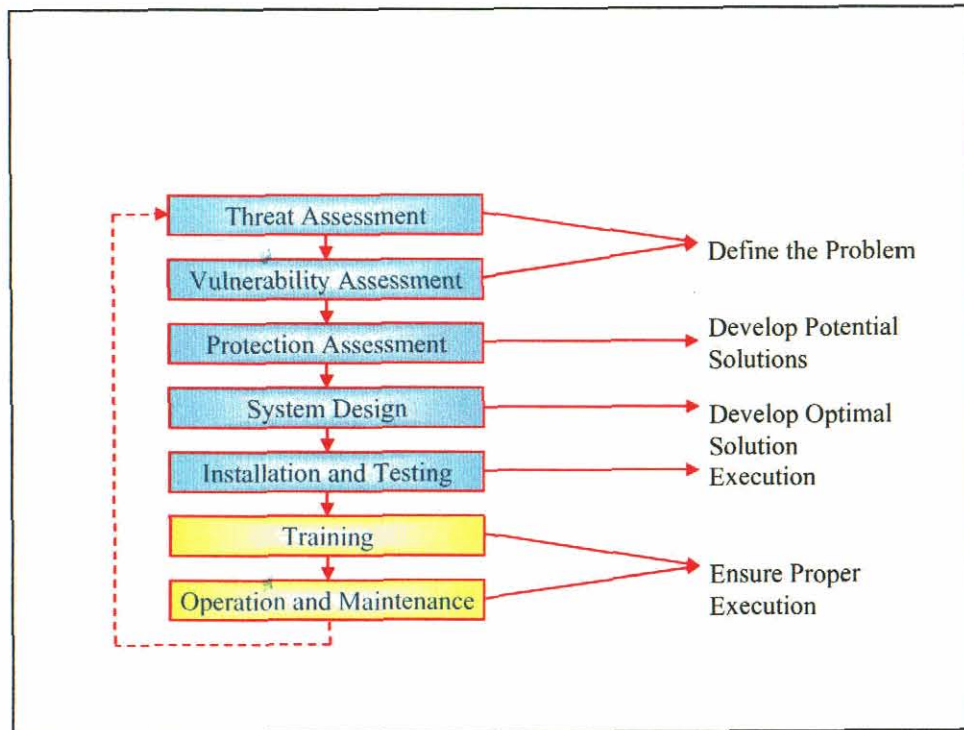 Threat Assessment
Vulnerability Assessment
Define the Problem
Protection Assessment
Develop Potential
Solutions
System Design
Develop Optimal
Solution
Installation and Testing
Execution
Training
Operation and Maintenance
Ensure Proper
Execution